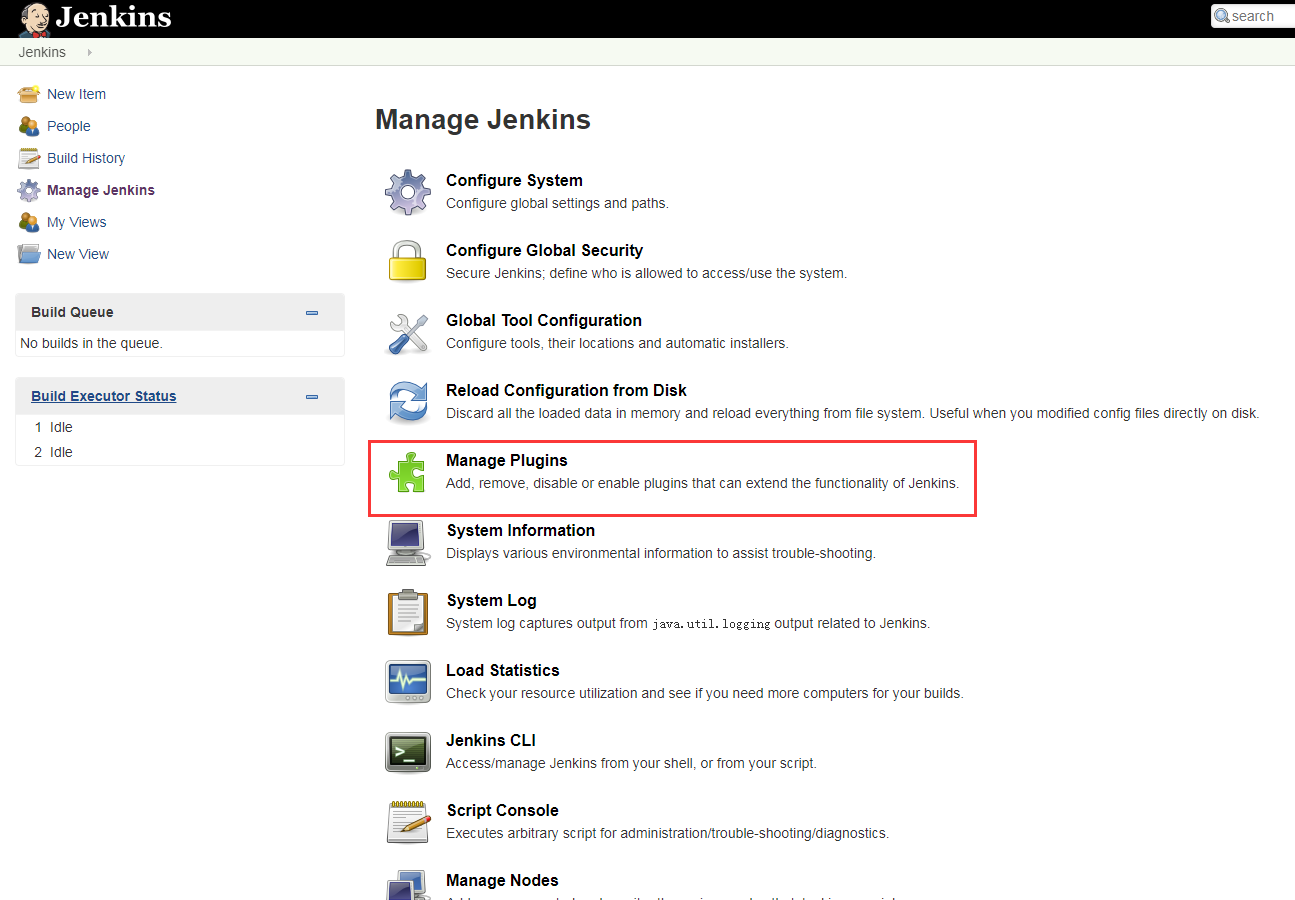 Jenkins
search
Jenkins
New Item
People
Build History
Manage Jenkins
My Views
New View
Build Queue
No builds in the queue.
Build Executor Status
1 Idle
2 Idle
Manage Jenkins
Configure System
Configure global settings and paths.
Configure Global Security
Secure Jenkins; define who is allowed to access/use the system.
Global Tool Configuration
Configure tools, their locations and automatic installers.
Reload Configuration from Disk
Discard all the loaded data in memory and reload everything from file system. Useful when you modified config files directly on disk.
Manage Plugins
Add, remove, disable or enable plugins that can extend the functionality of Jenkins.
System Information
Displays various environmental information to assist trouble-shooting.
System Log
System log captures output from java.util.logging output related to Jenkins.
Load Statistics
Check your resource utilization and see if you need more computers for your builds.
Jenkins CLI
Access/manage Jenkins from your shell, or from your script.
Script Console
Executes arbitrary script for administration/trouble-shooting/diagnostics.
Manage Nodes